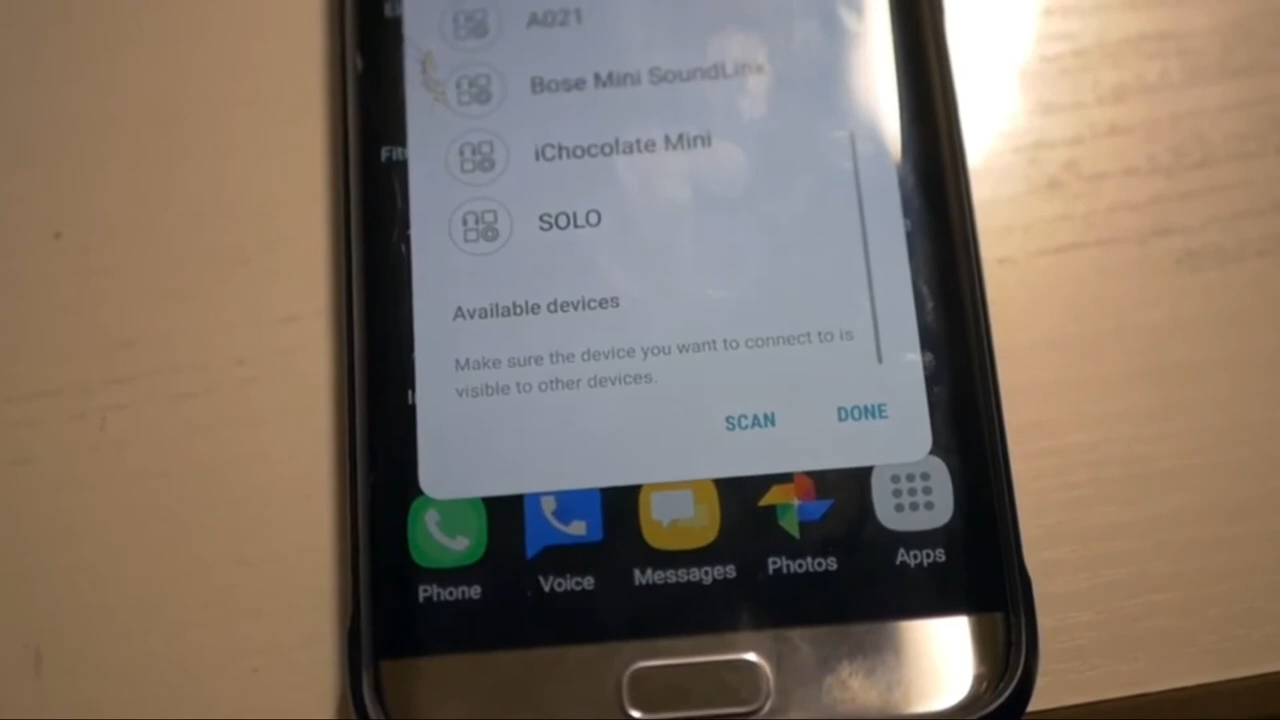 A021
Bose Mini SoundLink
Fit
iChocolate Mini
SOLO
Available devices
Make sure the device you want to connect to is
visible to other devices.
SCAN DONE
Phone Voice Messages Photos Apps